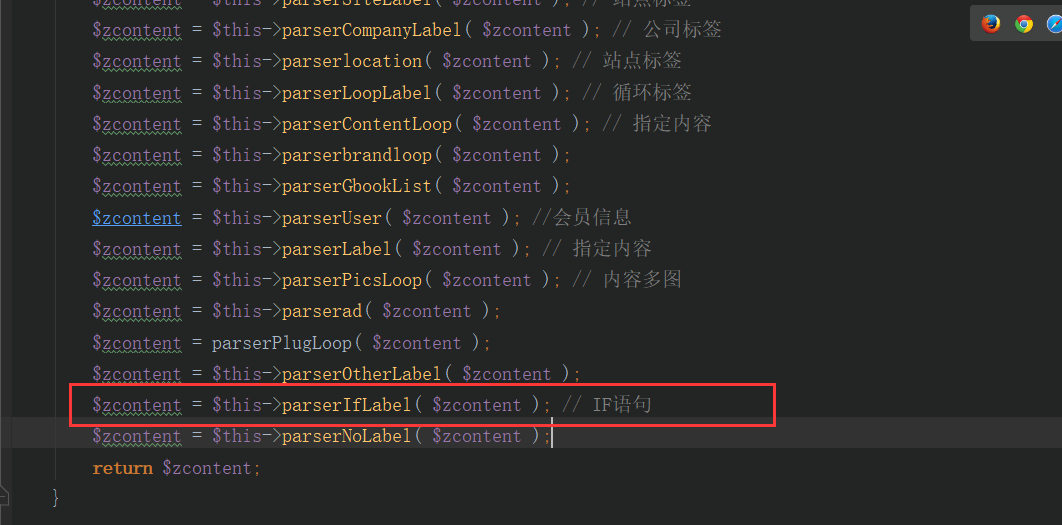 $zcontent = $this->parserSiteLabel( $zcontent ); // 站点标签
$zcontent = $this->parserCompanyLabel( $zcontent ); // 公司标签
$zcontent = $this->parserlocation( $zcontent ); // 站点标签
$zcontent = $this->parserLoopLabel( $zcontent ); // 循环标签
$zcontent = $this->parserContentLoop( $zcontent ); // 指定内容
$zcontent = $this->parserbrandloop( $zcontent );
$zcontent = $this->parserGbookList( $zcontent );
$zcontent = $this->parserUser( $zcontent ); //会员信息
$zcontent = $this->parserLabel( $zcontent ); // 指定内容
$zcontent = $this->parserPicsLoop( $zcontent ); // 内容多图
$zcontent = $this->parserad( $zcontent );
$zcontent = parserPlugLoop( $zcontent );
$zcontent = $this->parserOtherLabel( $zcontent );
$zcontent = $this->parserIfLabel( $zcontent ); // IF语句
$zcontent = $this->parserNoLabel( $zcontent );
return $zcontent;
}